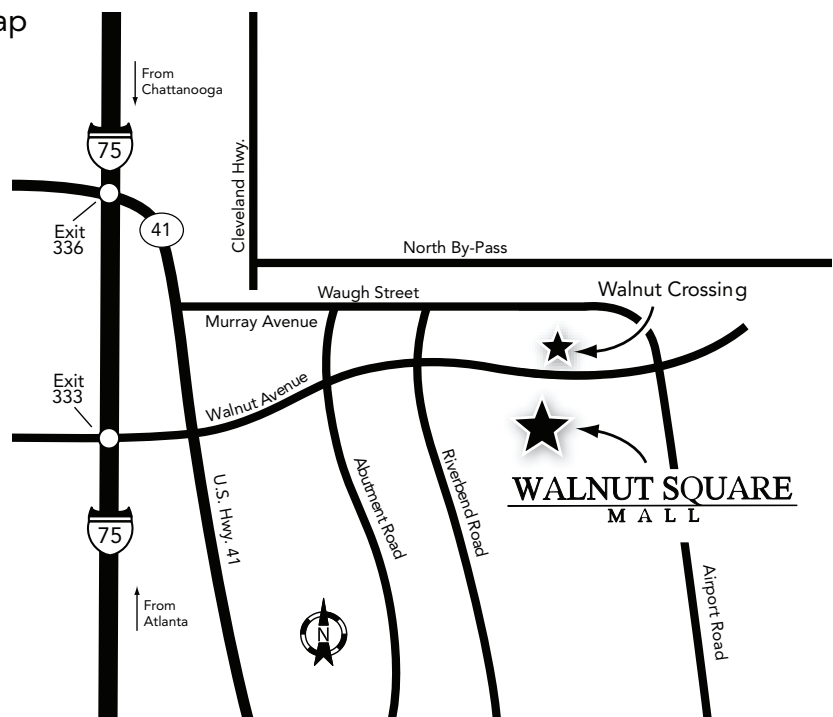 ap
From
Chattanooga
75
Cleveland Hwy.
41
Exit
336
North By-Pass
Waugh Street
Walnut Crossing
Murray Avenue
Exit
333
Walnut Avenue
U.S. Hwy. 41
Abutment Road
Riverbend Road
WALNUT SQUARE
MALL
75
From
Atlanta
N
Airport Road